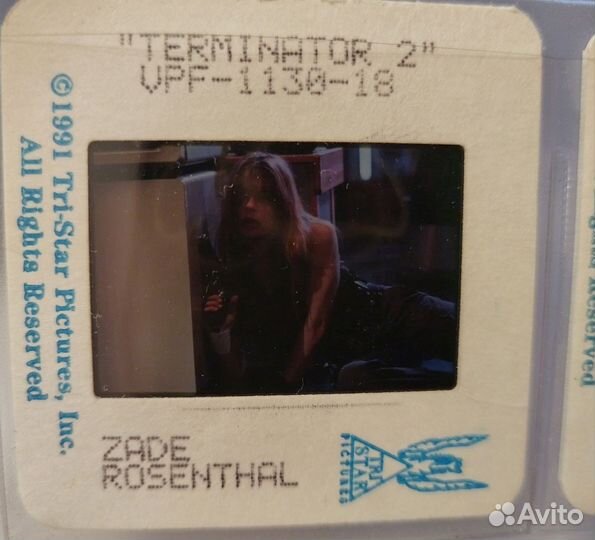 "TERMINATOR 2"
VPF-1130-18
©1991 Tri-Star Pictures, Inc.
All Rights Reserved
ZADE
ROSENTHAL
TRI
STAR
PICTURES
Reserved
Avito